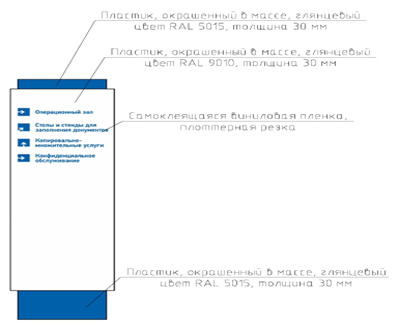 Пластик, окрашенный в массе, глянцевый
цвет RAL 5015, толщина 30 мм
Пластик, окрашенный в массе, глянцевый
цвет RAL 9010, толщина 30 мм
Операционный зал
Столы и стенды для
заполнения документов
Копировально-
множительные услуги
Конфиденциальное
обслуживание
Самоклеящаяся виниловая пленка,
плоттерная резка
Пластик, окрашенный в массе, глянцевый
цвет RAL 5015, толщина 30 мм